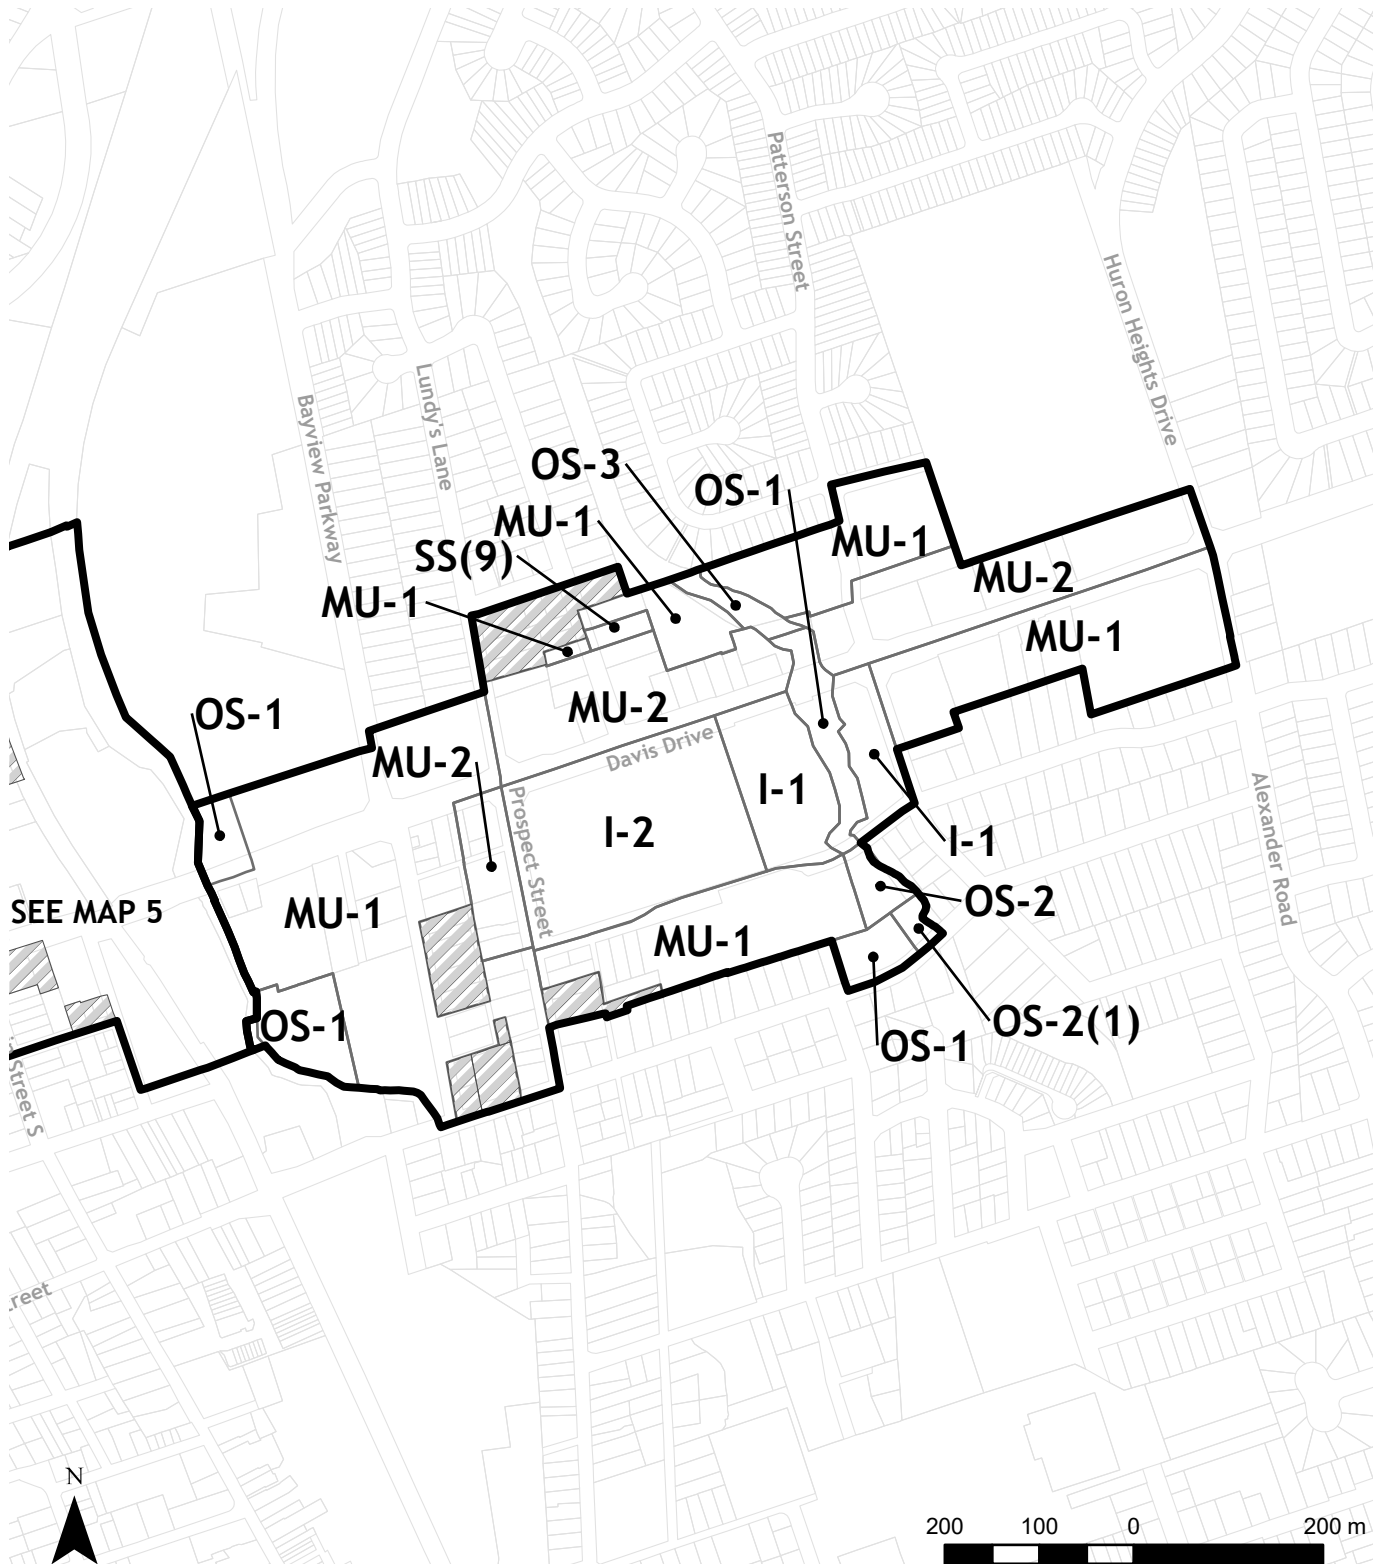 Patterson Street
Huron Heights Drive
Lundy's Lane
Bayview Parkway
OS-3
OS-1
MU-1
MU-1
SS(9)
MU-2
MU-1
MU-1
OS-1
MU-2
MU-2
Davis Drive
I-1
Prospect Street
I-2
I-1
Alexander Road
OS-2
SEE MAP 5
MU-1
MU-1
OS-2(1)
OS-1
OS-1
Street S
N
200 100 0 200 m